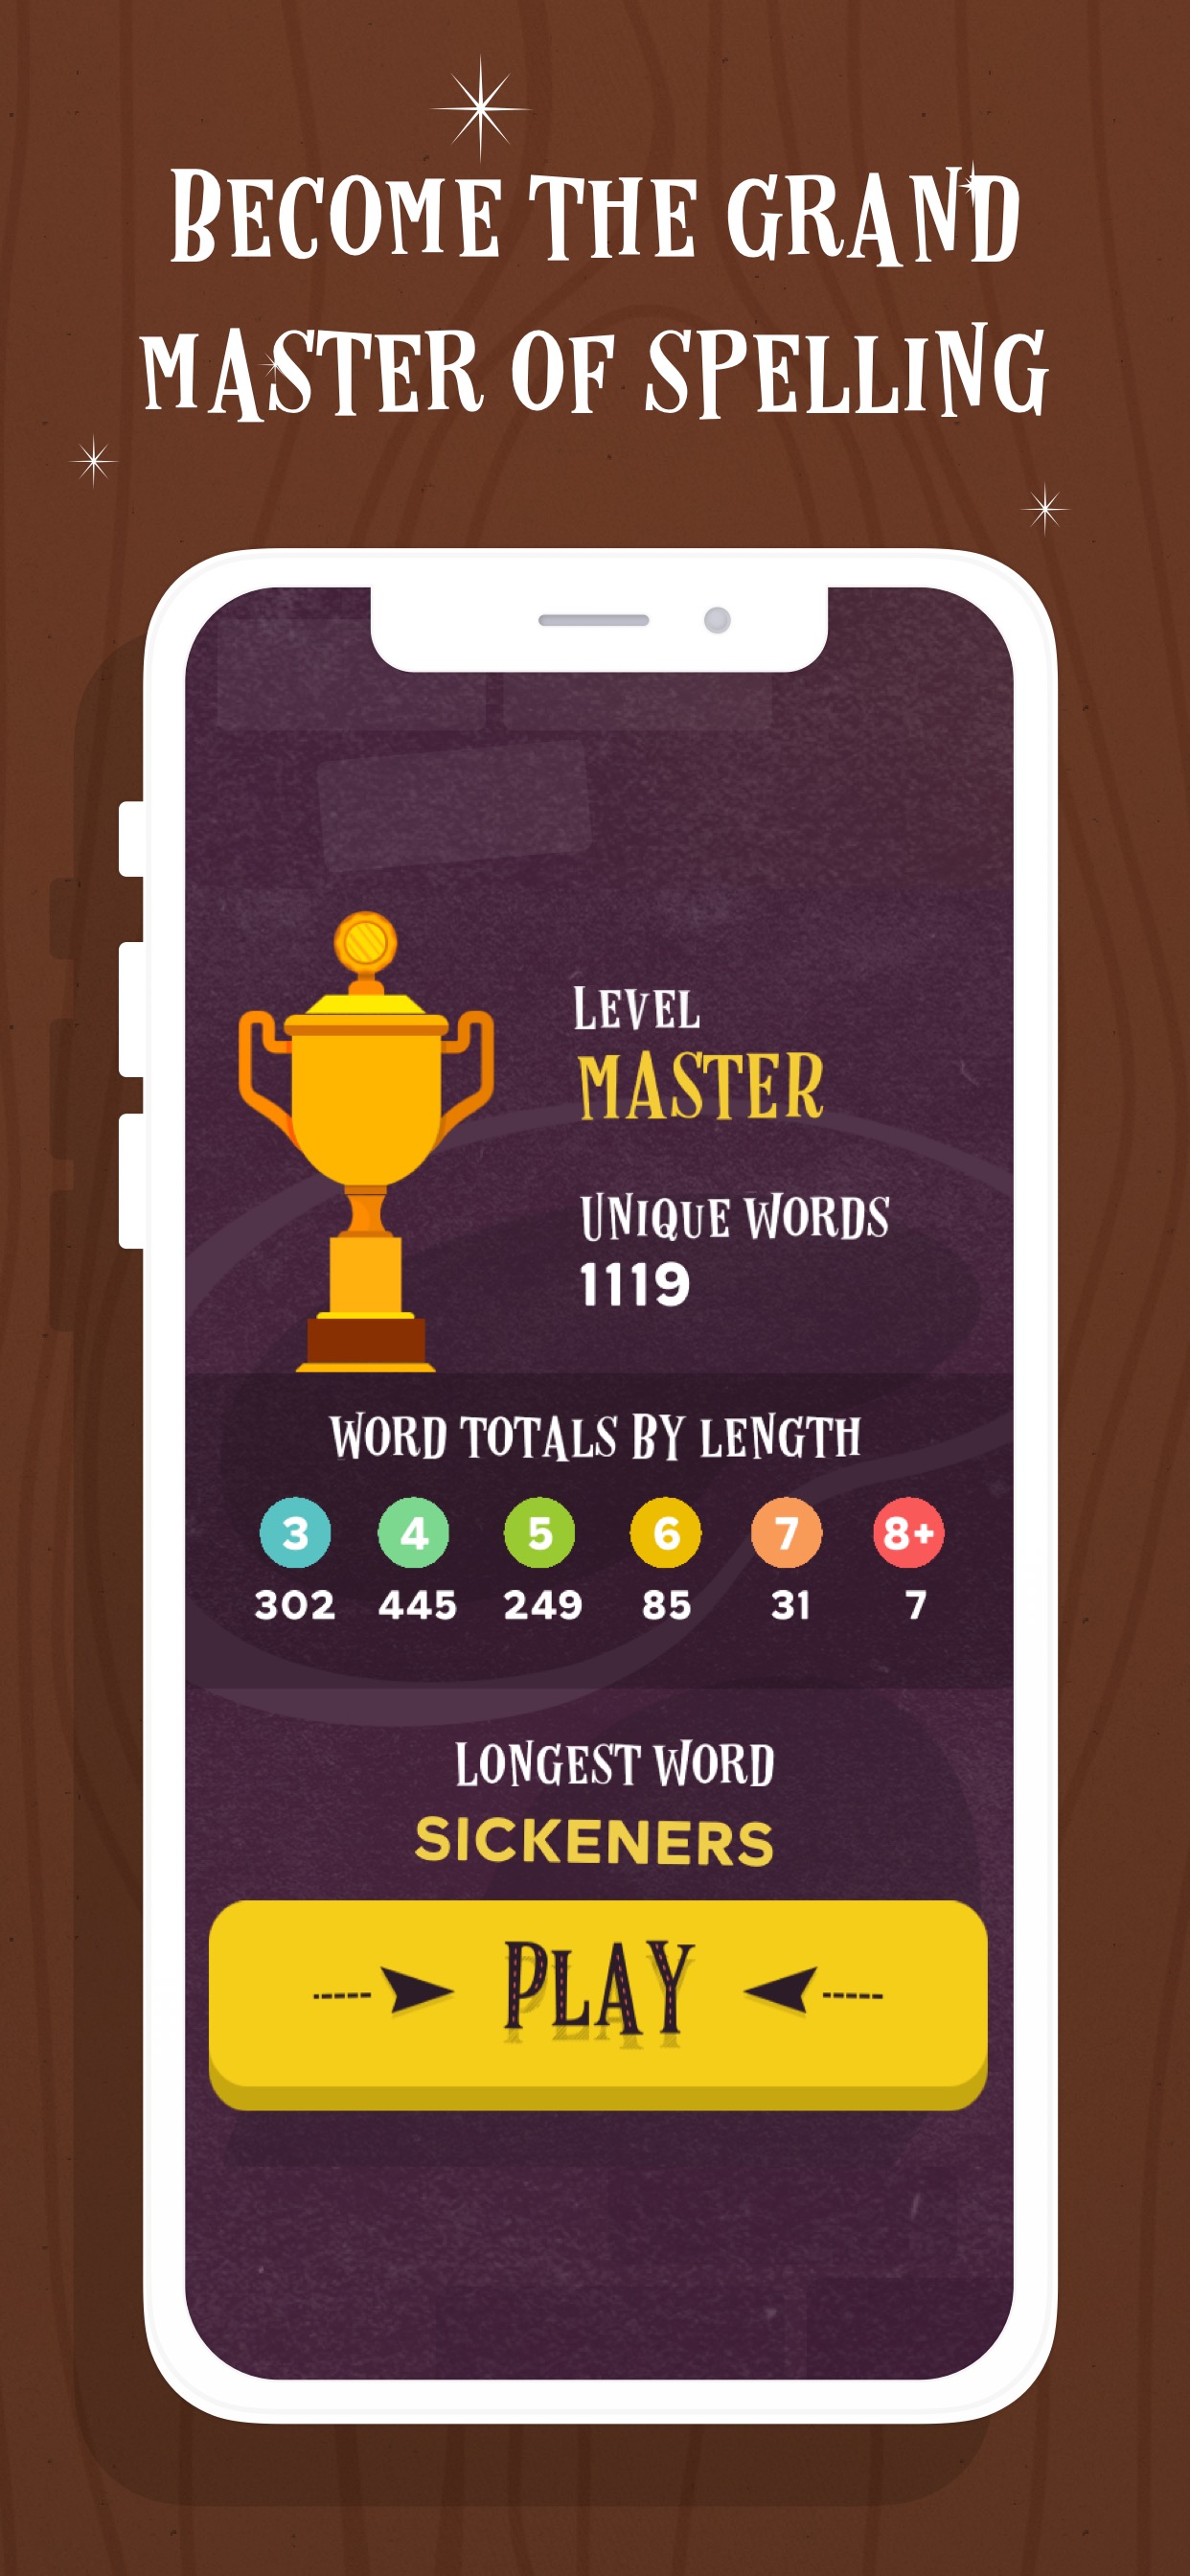 BECOME THE GRAND
MASTER OF SPELLING
LEVEL
MASTER
UNIQUE WORDS
1119
WORD TOTALS BY LENGTH
3 4 5 6 7 8+
302 445 249 85 31 7
LONGEST WORD
SICKENERS
PLAY